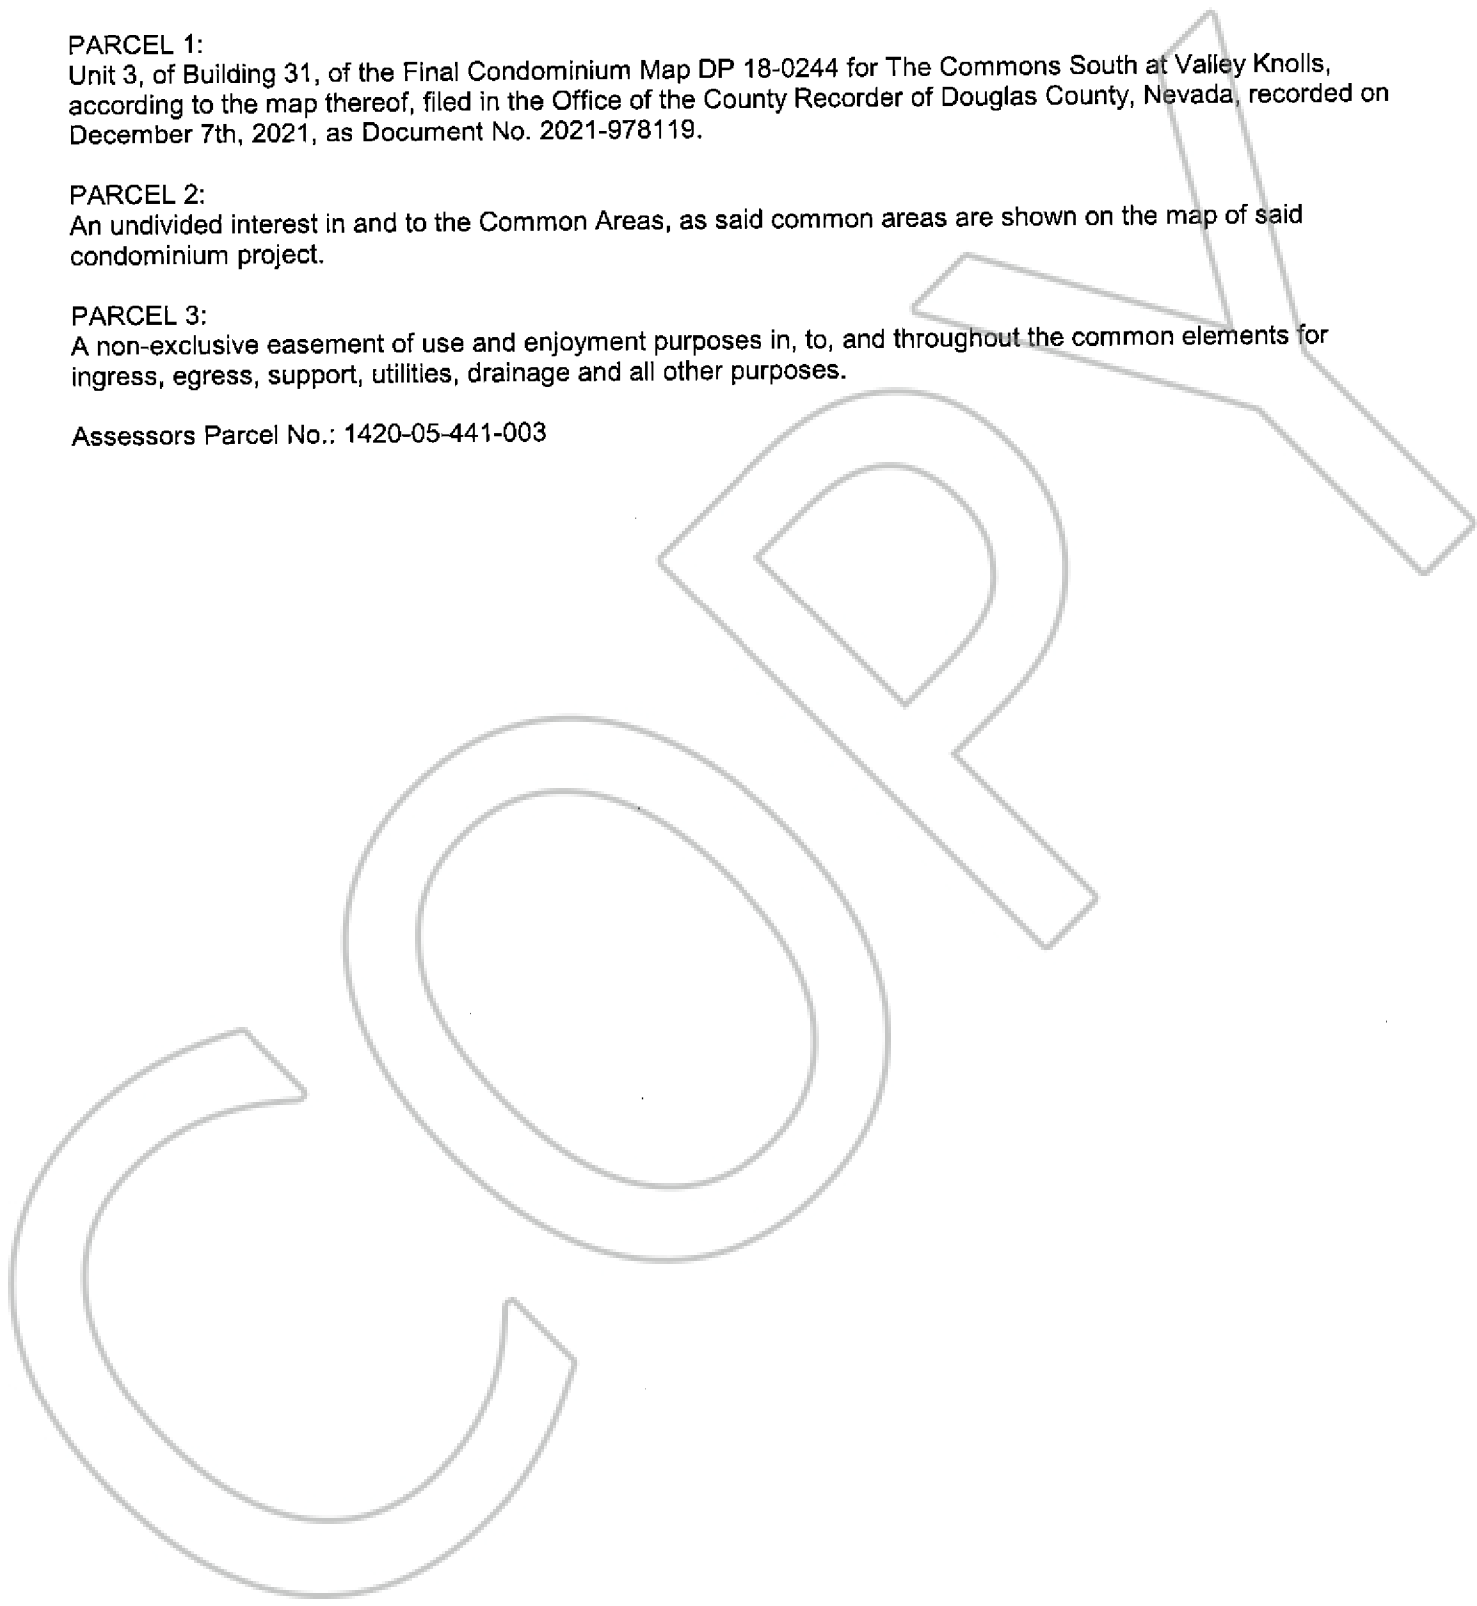 PARCEL 1:
Unit 3, of Building 31, of the Final Condominium Map DP 18-0244 for The Commons South at Valley Knolls,
according to the map thereof, filed in the Office of the County Recorder of Douglas County, Nevada, recorded on
December 7th, 2021, as Document No. 2021-978119.
PARCEL 2:
An undivided interest in and to the Common Areas, as said common areas are shown on the map of said
condominium project.
PARCEL 3:
A non-exclusive easement of use and enjoyment purposes in, to, and throughout the common elements for
ingress, egress, support, utilities, drainage and all other purposes.
Assessors Parcel No.: 1420-05-441-003
COPY